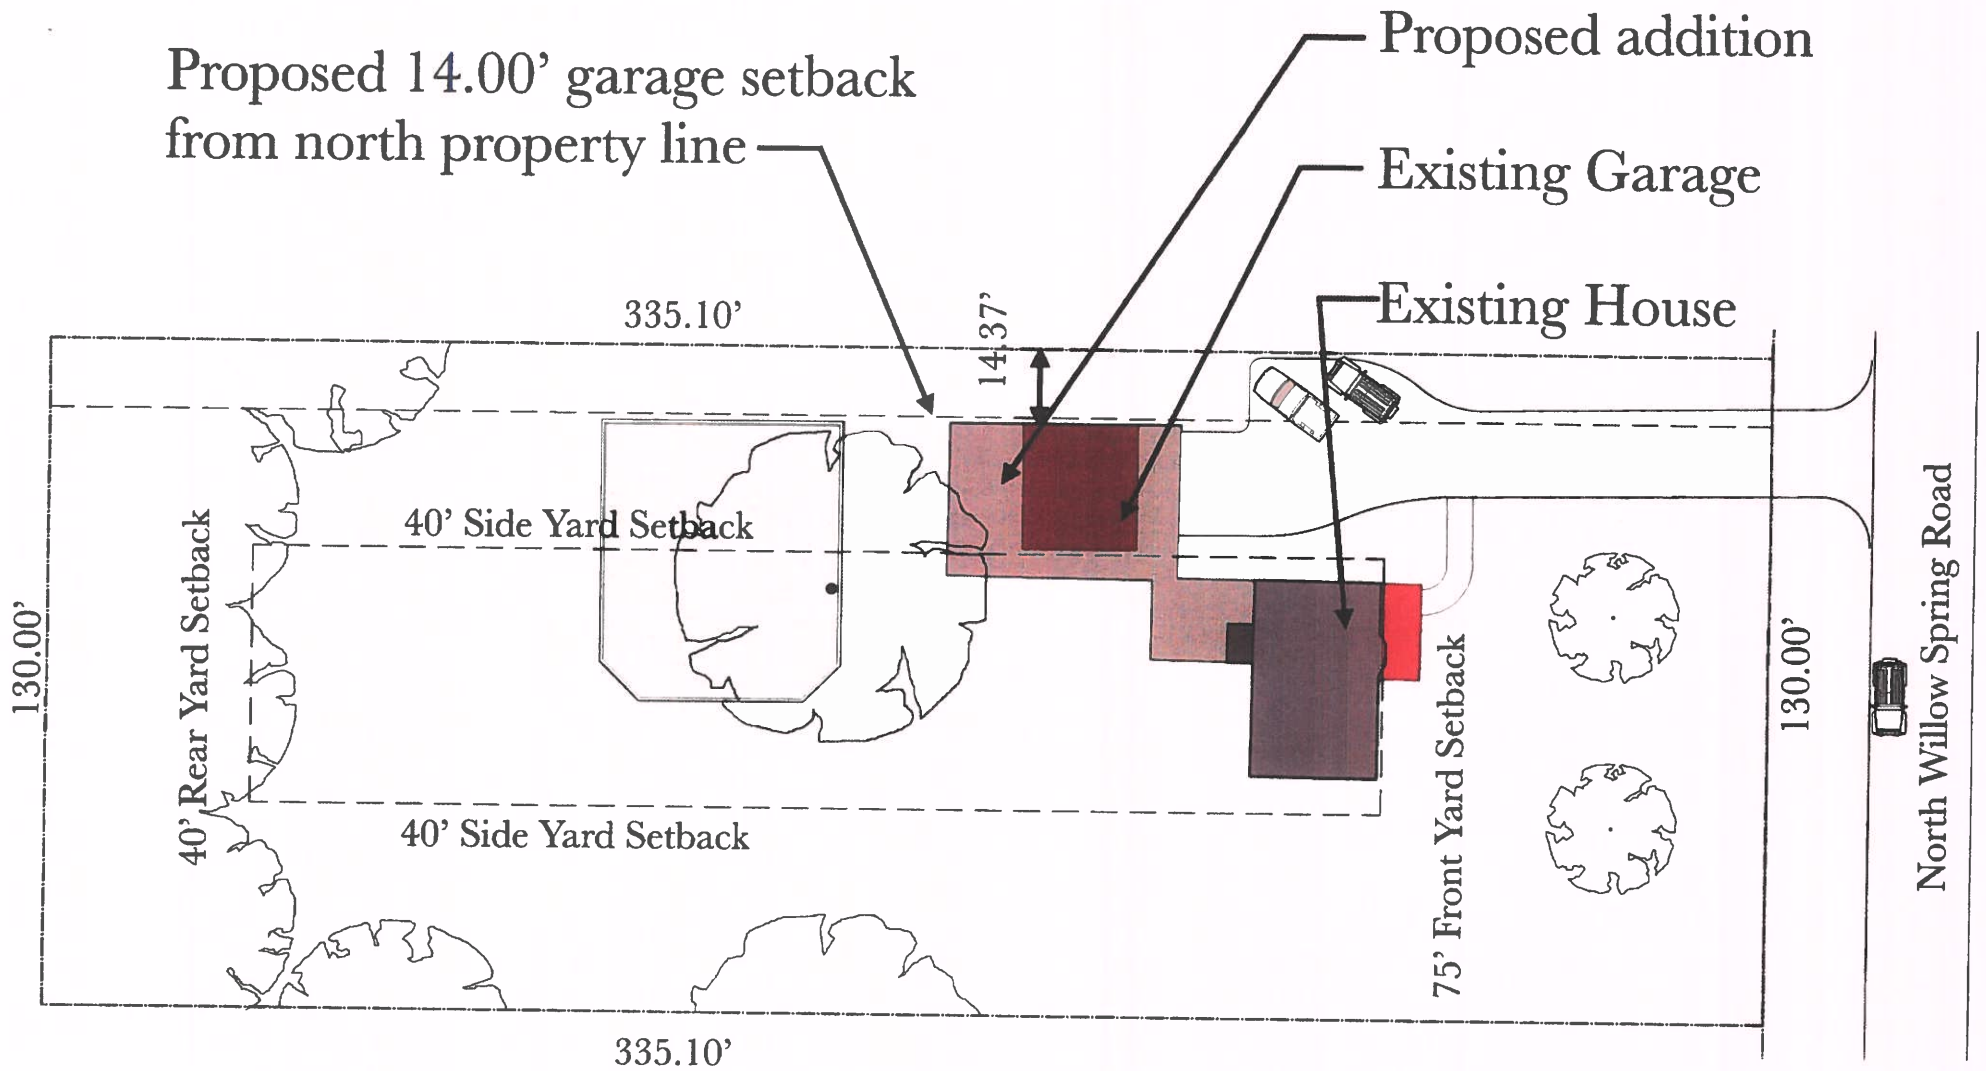 Proposed 14.00’ garage setback
from north property line
Proposed addition
Existing Garage
Existing House
335.10’
14.37’
40’ Side Yard Setback
40’ Rear Yard Setback
130.00’
40’ Side Yard Setback
75’ Front Yard Setback
130.00’
North Willow Spring Road
335.10’